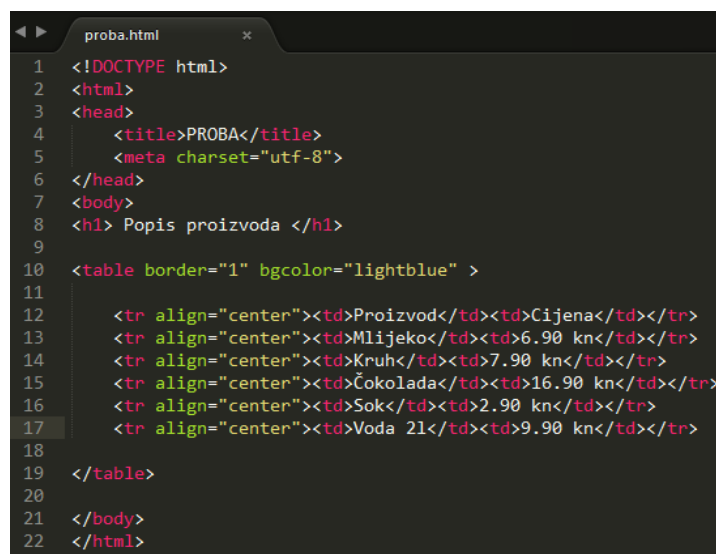 proba.html ×
1 <!DOCTYPE html>
2 <html>
3 <head>
4     <title>PROBA</title>
5     <meta charset="utf-8">
6 </head>
7 <body>
8 <h1> Popis proizvoda </h1>
9
10 <table border="1" bgcolor="lightblue" >
11
12     <tr align="center"><td>Proizvod</td><td>Cijena</td></tr>
13     <tr align="center"><td>Mlijeko</td><td>6.90 kn</td></tr>
14     <tr align="center"><td>Kruh</td><td>7.90 kn</td></tr>
15     <tr align="center"><td>Čokolada</td><td>16.90 kn</td></tr>
16     <tr align="center"><td>Sok</td><td>2.90 kn</td></tr>
17     <tr align="center"><td>Voda 2l</td><td>9.90 kn</td></tr>
18
19 </table>
20
21 </body>
22 </html>